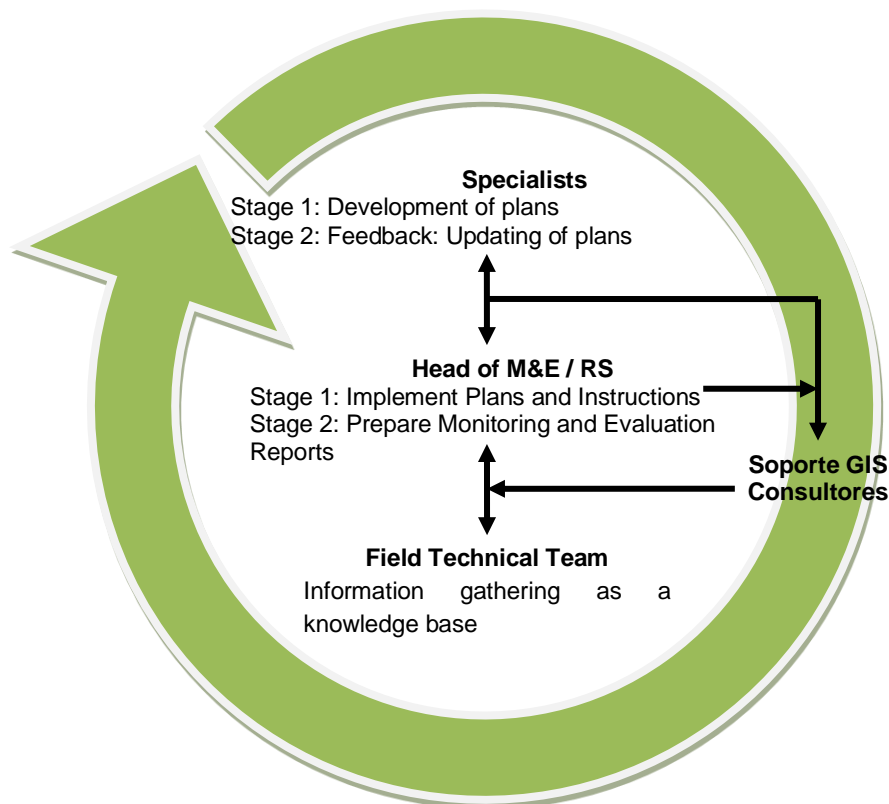 Specialists
Stage 1: Development of plans
Stage 2: Feedback: Updating of plans
Head of M&E / RS
Stage 1: Implement Plans and Instructions
Stage 2: Prepare Monitoring and Evaluation
Reports
Soporte GIS
Consultores
Field Technical Team
Information gathering as a
knowledge base